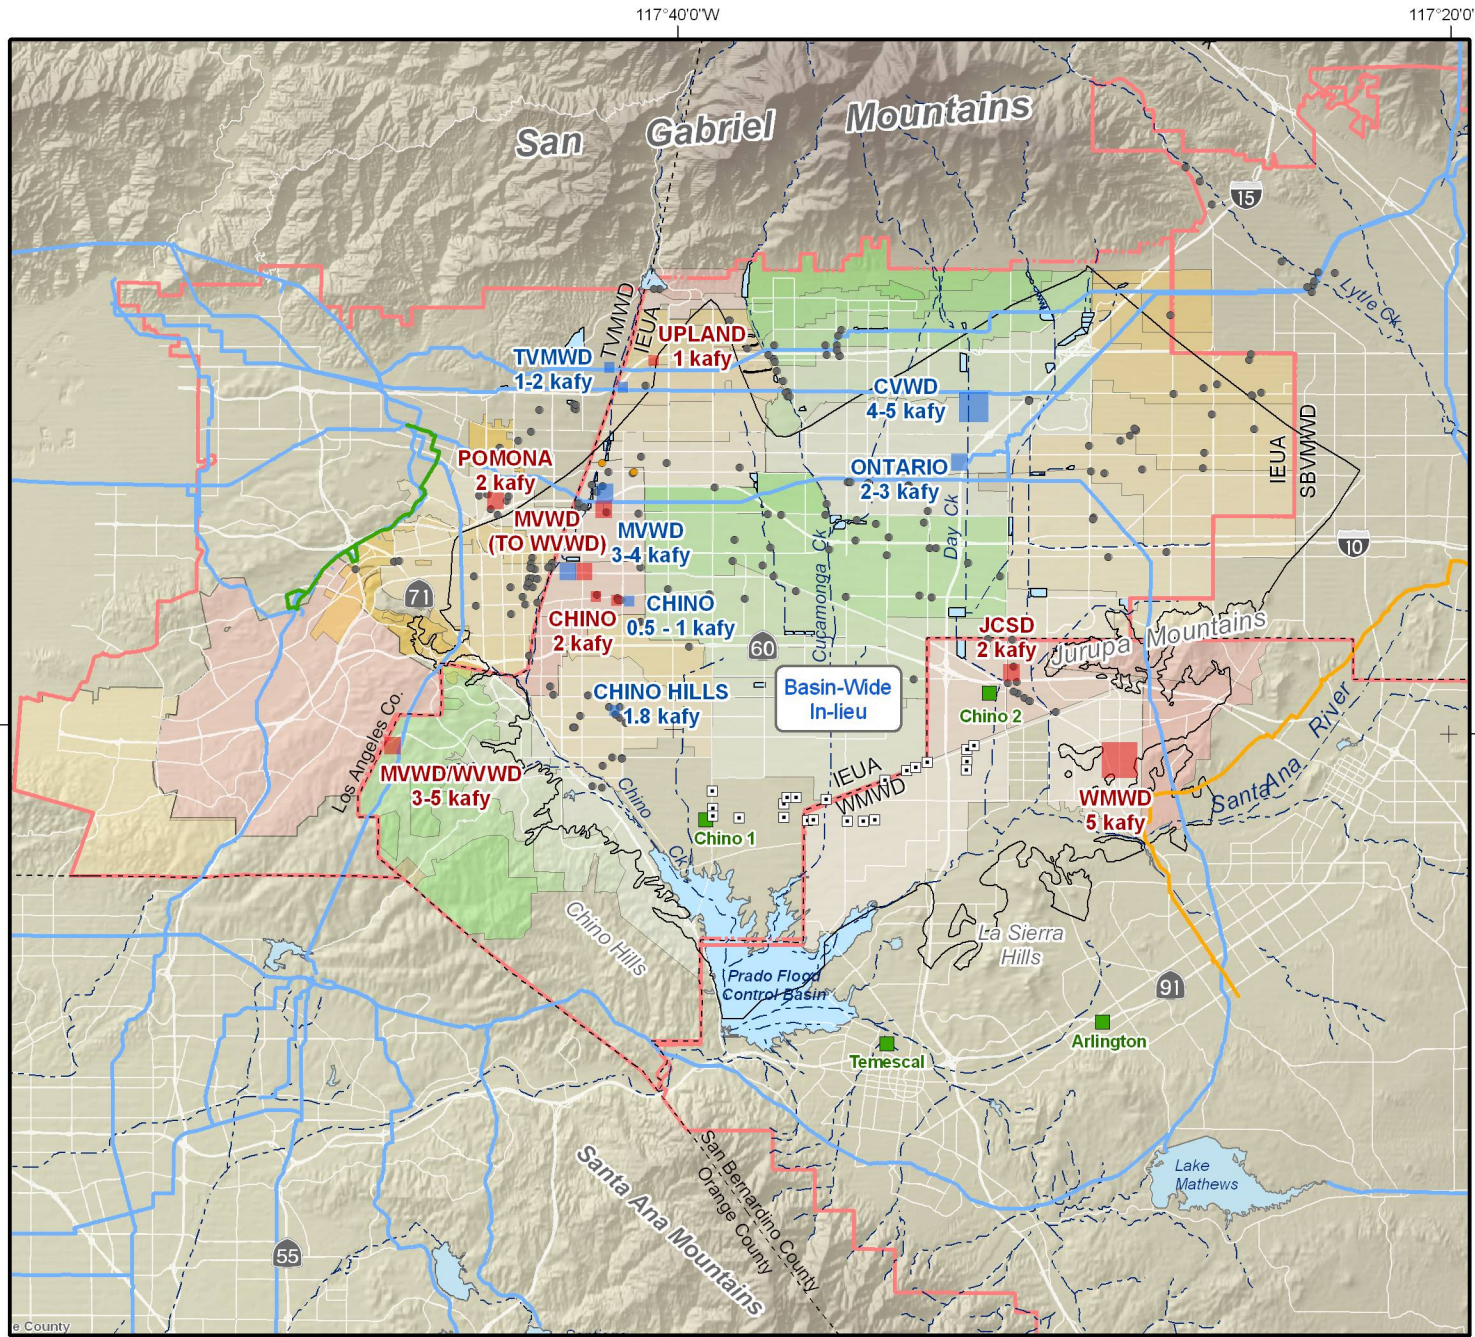 117°40'0"W
117°20'0"
San Gabriel Mountains
15
Lytle Ck
TVMWD
IEUA
UPLAND
1 kafy
TVMWD
1-2 kafy
CVWD
4-5 kafy
IEUA
SBVMWD
POMONA
2 kafy
ONTARIO
2-3 kafy
MVWD
(TO WVWD)
MVWD
3-4 kafy
Day Ck
Cucamonga Ck
10
71
CHINO
2 kafy
CHINO
0.5 - 1 kafy
60
JCSD
2 kafy
Jurupa Mountains
Basin-Wide
In-lieu
CHINO HILLS
1.8 kafy
Chino 2
Los Angeles Co.
Santa Ana River
MVWD/WVWD
3-5 kafy
IEUA
WMWD
WMWD
5 kafy
Chino
Ck
Chino 1
Chino Hills
La Sierra
Hills
Prado Flood
Control Basin
91
Arlington
Temescal
San Bernardino County
Orange County
Santa Ana Mountains
Lake
Mathews
55
e County